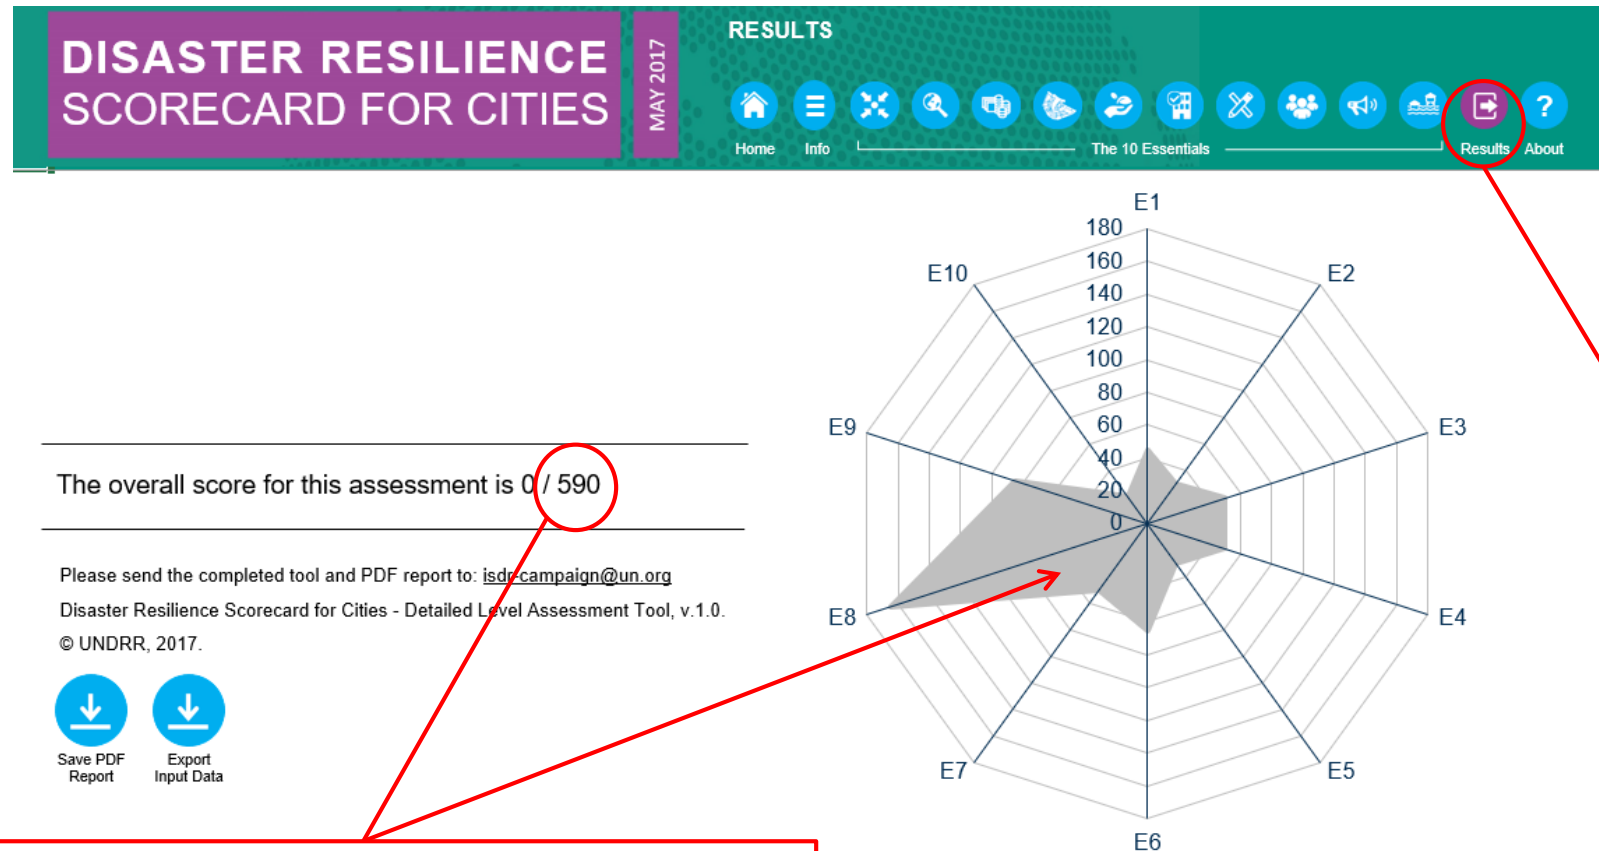 DISASTER RESILIENCE
SCORECARD FOR CITIES
MAY 2017
RESULTS
Home
Info
The 10 Essentials
Results
About
?
The overall score for this assessment is 0 / 590
Please send the completed tool and PDF report to: isdr-campaign@un.org
Disaster Resilience Scorecard for Cities - Detailed Level Assessment Tool, v.1.0.
© UNDRR, 2017.
Save PDF
Report
Export
Input Data
E1
180
160
140
120
100
80
60
40
20
0
E2
E3
E4
E5
E6
E7
E8
E9
E10